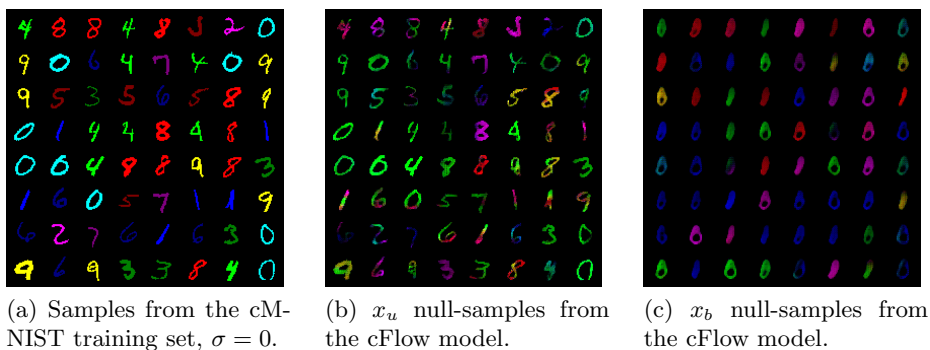 (a) Samples from the cM-
NIST training set, σ = 0.
(b) x_u null-samples from
the cFlow model.
(c) x_b null-samples from
the cFlow model.